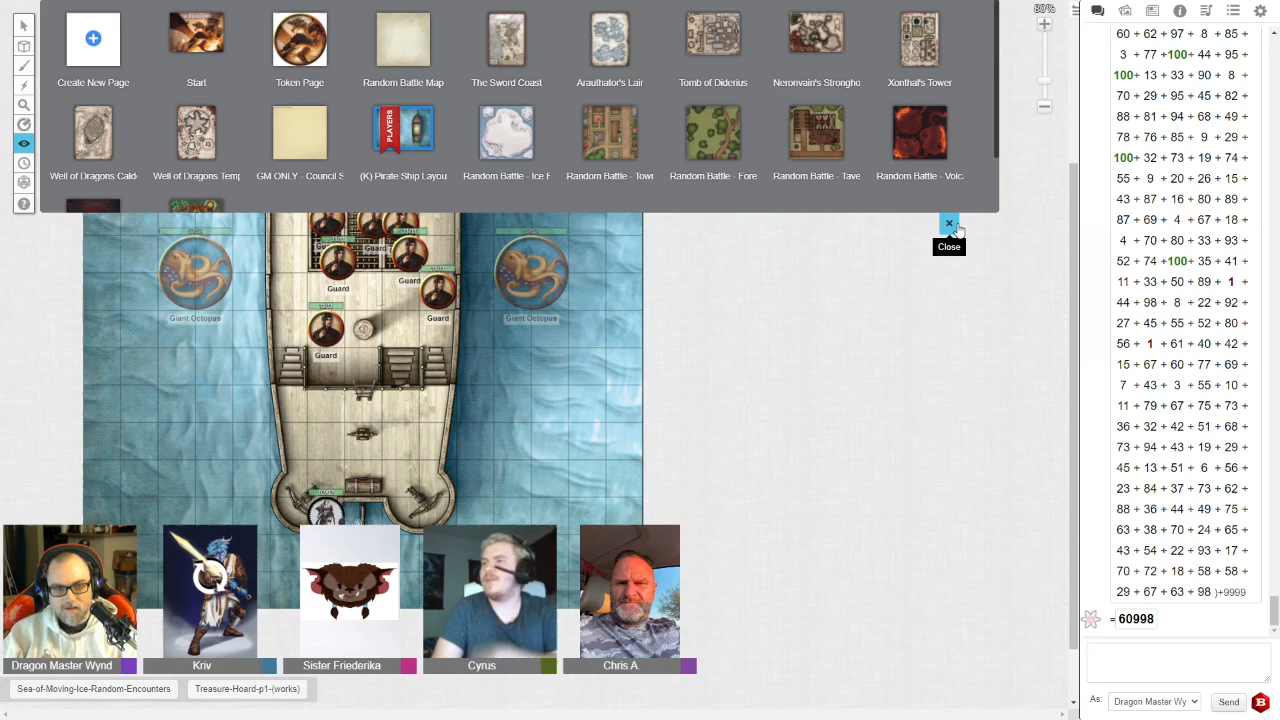 80%
Create New Page
Start
Token Page
Random Battle Map
The Sword Coast
Arauthator's Lair
Tomb of Diderius
Neronvain's Strongho
Xonthal's Tower
PLAYERS
Well of Dragons Cald
Well of Dragons Temp
GM ONLY - Council S
(K) Pirate Ship Layou
Random Battle - Ice F
Random Battle - Town
Random Battle - Fore
Random Battle - Tave
Random Battle - Volc
Close
Guard
Guard
Guard
Guard
Guard
Guard
Giant Octopus
Giant Octopus
Dragon Master Wynd
Kriv
Sister Friederika
Cyrus
Chris A.
Sea-of-Moving-Ice-Random-Encounters
Treasure-Hoard-p1-(works)
60 + 62 + 97 + 8 + 85 +
3 + 77 +100+ 44 + 95 +
100+ 13 + 33 + 90 + 8 +
70 + 29 + 95 + 45 + 82 +
88 + 81 + 94 + 68 + 49 +
78 + 76 + 85 + 9 + 29 +
100+ 32 + 73 + 19 + 74 +
55 + 9 + 20 + 26 + 15 +
43 + 87 + 16 + 80 + 89 +
87 + 69 + 4 + 67 + 18 +
4 + 70 + 80 + 33 + 93 +
52 + 74 +100+ 35 + 41 +
11 + 33 + 50 + 89 + 1 +
44 + 98 + 8 + 22 + 92 +
27 + 45 + 55 + 52 + 80 +
56 + 1 + 61 + 40 + 42 +
15 + 67 + 60 + 77 + 69 +
7 + 43 + 3 + 55 + 10 +
11 + 79 + 67 + 75 + 73 +
36 + 32 + 42 + 51 + 68 +
73 + 94 + 43 + 19 + 29 +
45 + 13 + 51 + 6 + 56 +
23 + 84 + 37 + 73 + 62 +
88 + 36 + 44 + 49 + 75 +
63 + 38 + 70 + 24 + 65 +
43 + 54 + 22 + 93 + 17 +
70 + 72 + 18 + 58 + 58 +
29 + 67 + 63 + 98 )+9999
= 60998
As: Dragon Master Wy
Send